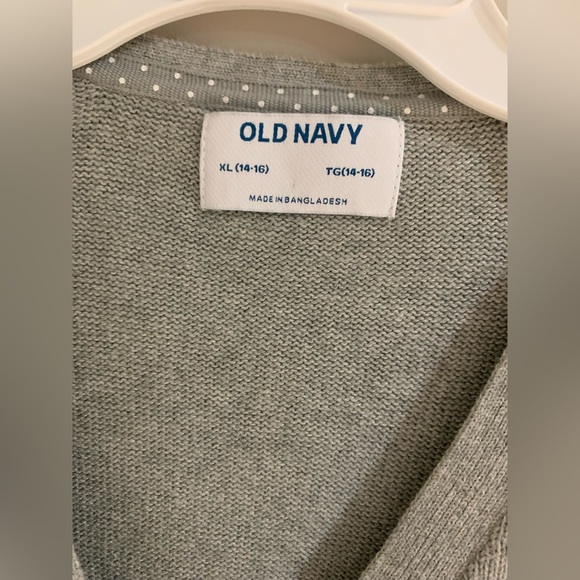 OLD NAVY
XL (14-16) TG(14-16)
MADE IN BANGLADESH